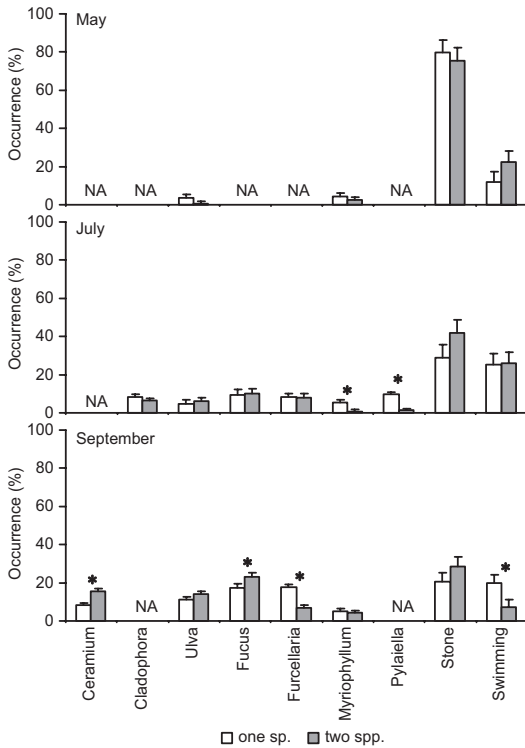 May
Occurrence (%)
100
80
60
40
20
0
NA NA NA NA NA
July
Occurrence (%)
100
80
60
40
20
0
NA
*
*
September
Occurrence (%)
100
80
60
40
20
0
*
NA
*
*
NA
*
Ceramium
Cladophora
Ulva
Fucus
Furcellaria
Myriophyllum
Pylaiella
Stone
Swimming
one sp. two spp.